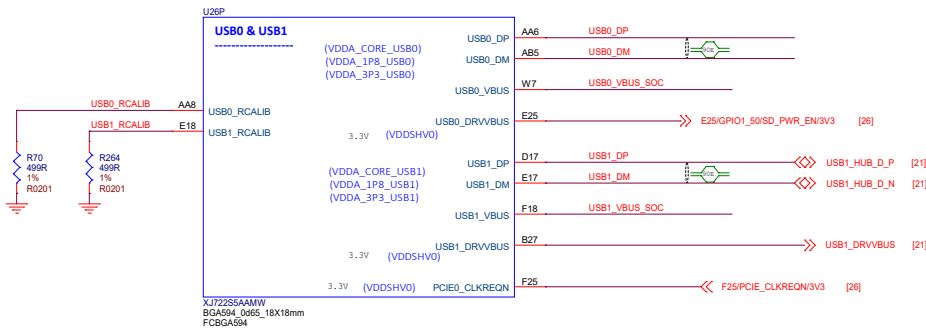 U26P
USB0 & USB1
--------------------
(VDDA_CORE_USB0)
(VDDA_1P8_USB0)
(VDDA_3P3_USB0)
USB0_DP AA6 USB0_DP
USB0_DM AB5 USB0_DM
90E
USB0_VBUS W7 USB0_VBUS_SOC
USB0_RCALIB AA8 USB0_RCALIB
USB1_RCALIB E18 USB1_RCALIB
3.3V (VDDSHV0)
USB0_DRVVBUS E25 E25/GPIO1_50/SD_PWR_EN/3V3 [26]
R70
499R
1%
R0201
R264
499R
1%
R0201
(VDDA_CORE_USB1)
(VDDA_1P8_USB1)
(VDDA_3P3_USB1)
USB1_DP D17 USB1_DP USB1_HUB_D_P [21]
USB1_DM E17 USB1_DM USB1_HUB_D_N [21]
90E
USB1_VBUS F18 USB1_VBUS_SOC
3.3V (VDDSHV0)
USB1_DRVVBUS B27 USB1_DRVVBUS [21]
3.3V (VDDSHV0)
PCIE0_CLKREQN F25 F25/PCIE_CLKREQN/3V3 [26]
XJ722S5AAMW
BGA594_0d65_18X18mm
FCBGA594